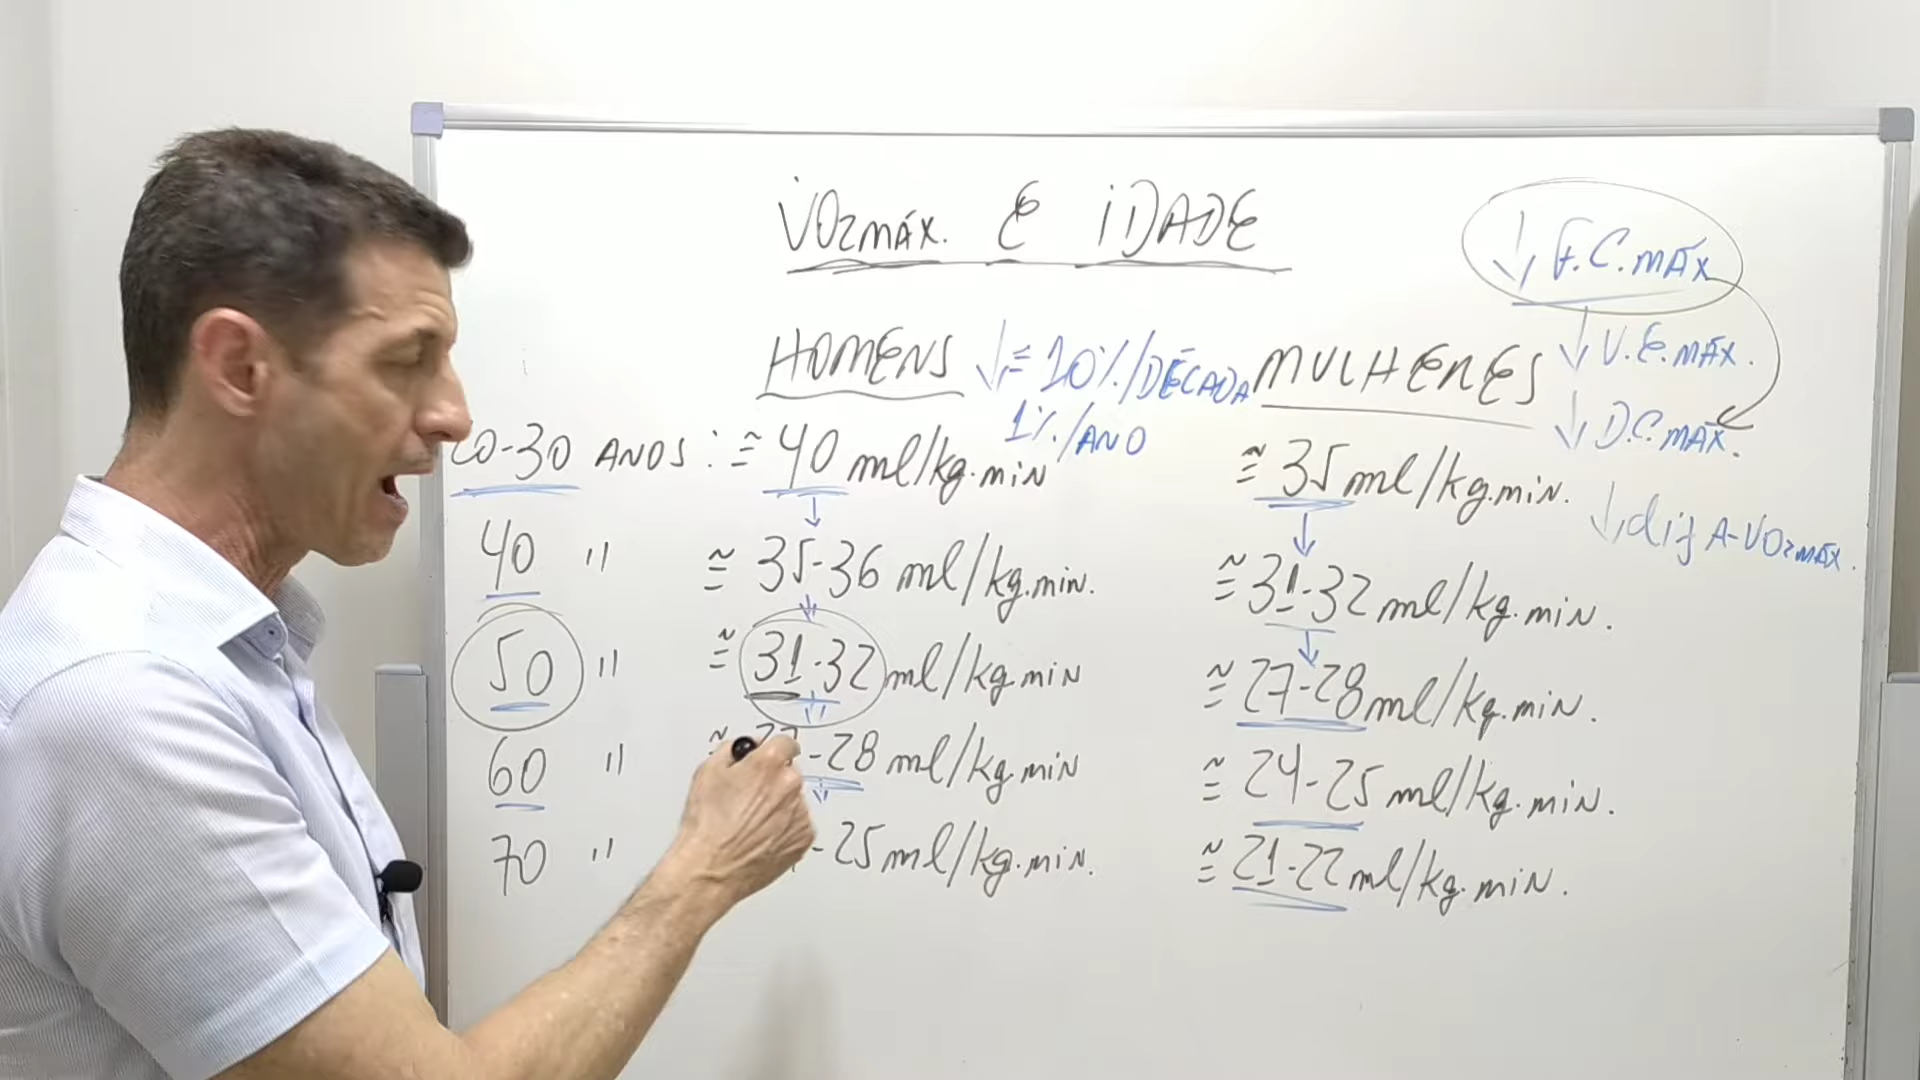 V̇O₂MÁX. E IDADE
↓ F.C.MÁX
HOMENS ↓ ≅ 10%/DÉCADA MULHERES
1%/ANO
↓ V.E.MÁX.
↓ D.C.MÁX.
↓ dif A-VO₂MÁX.
20-30 ANOS: ≅ 40 ml/kg.min ≅ 35 ml/kg.min.
40 " ≅ 35-36 ml/kg.min. ≅ 31-32 ml/kg.min.
50 " ≅ 31-32 ml/kg.min ≅ 27-28 ml/kg.min.
60 " ≅ 27-28 ml/kg.min ≅ 24-25 ml/kg.min.
70 " -25 ml/kg.min. ≅ 21-22 ml/kg.min.